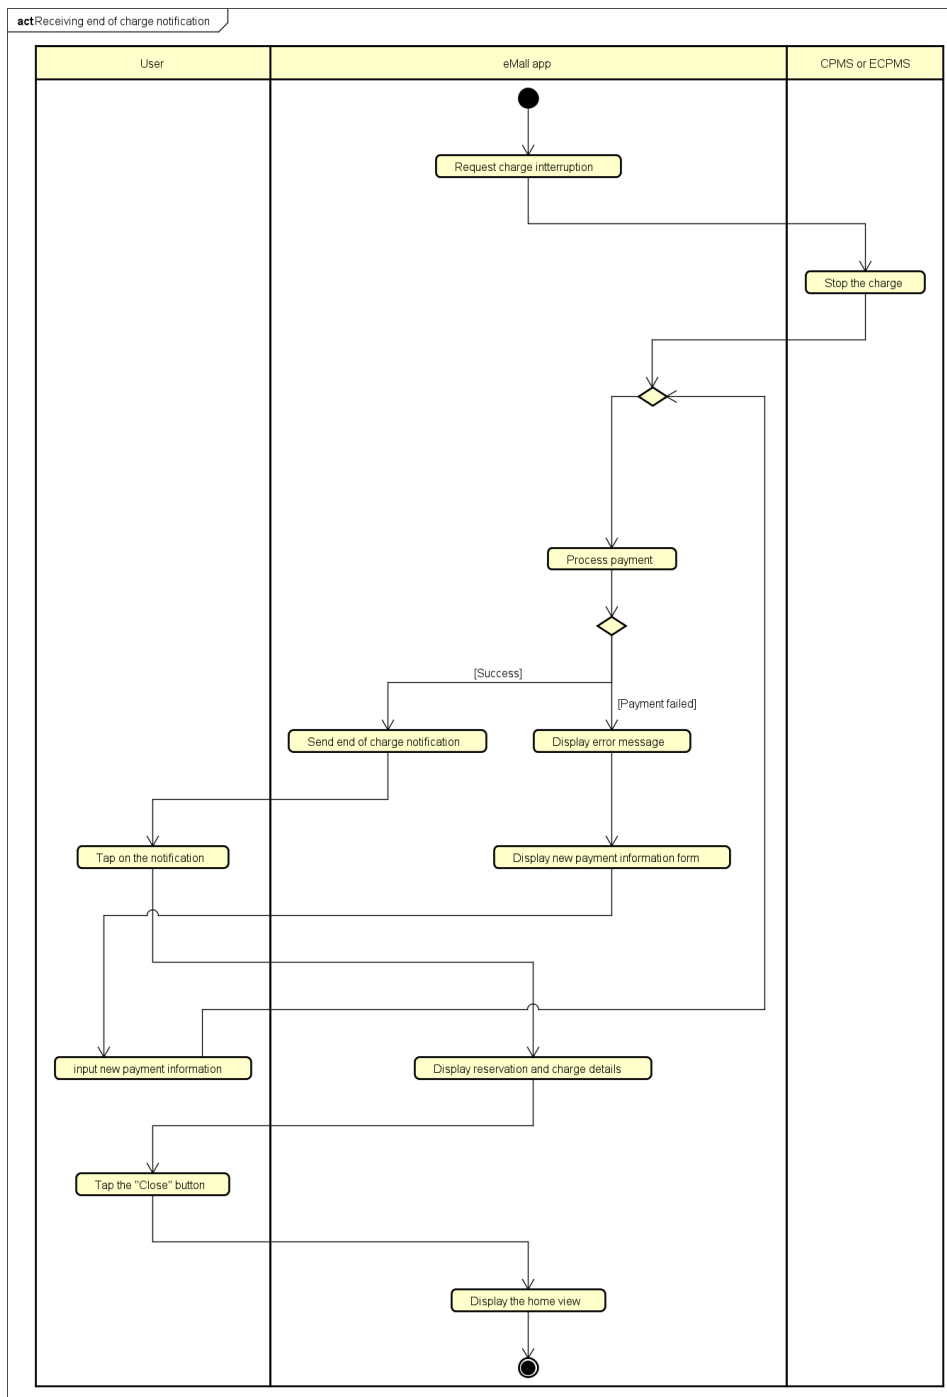 act Receiving end of charge notification
User
eMall app
CPMS or ECPMS
Request charge intterruption
Stop the charge
Process payment
[Success]
[Payment failed]
Send end of charge notification
Display error message
Tap on the notification
Display new payment information form
input new payment information
Display reservation and charge details
Tap the "Close" button
Display the home view